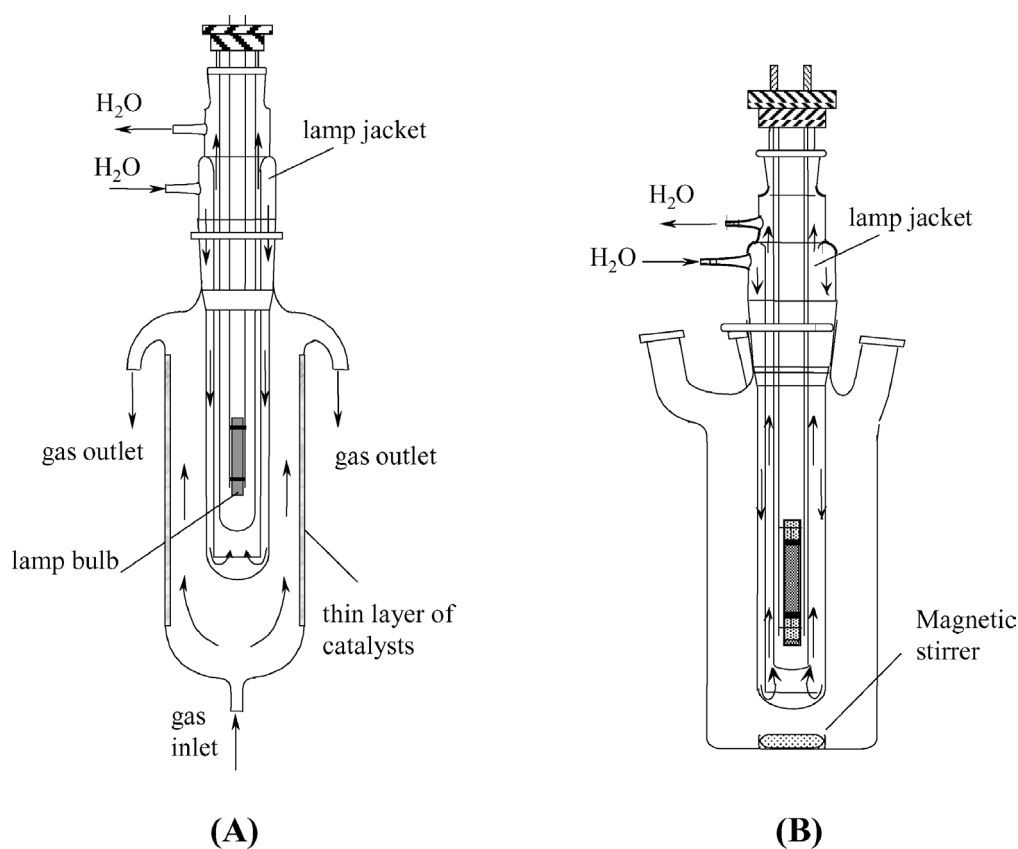 H₂O
lamp jacket
H₂O
gas outlet
gas outlet
lamp bulb
thin layer of
catalysts
gas
inlet
(A)
H₂O
lamp jacket
H₂O
Magnetic
stirrer
(B)